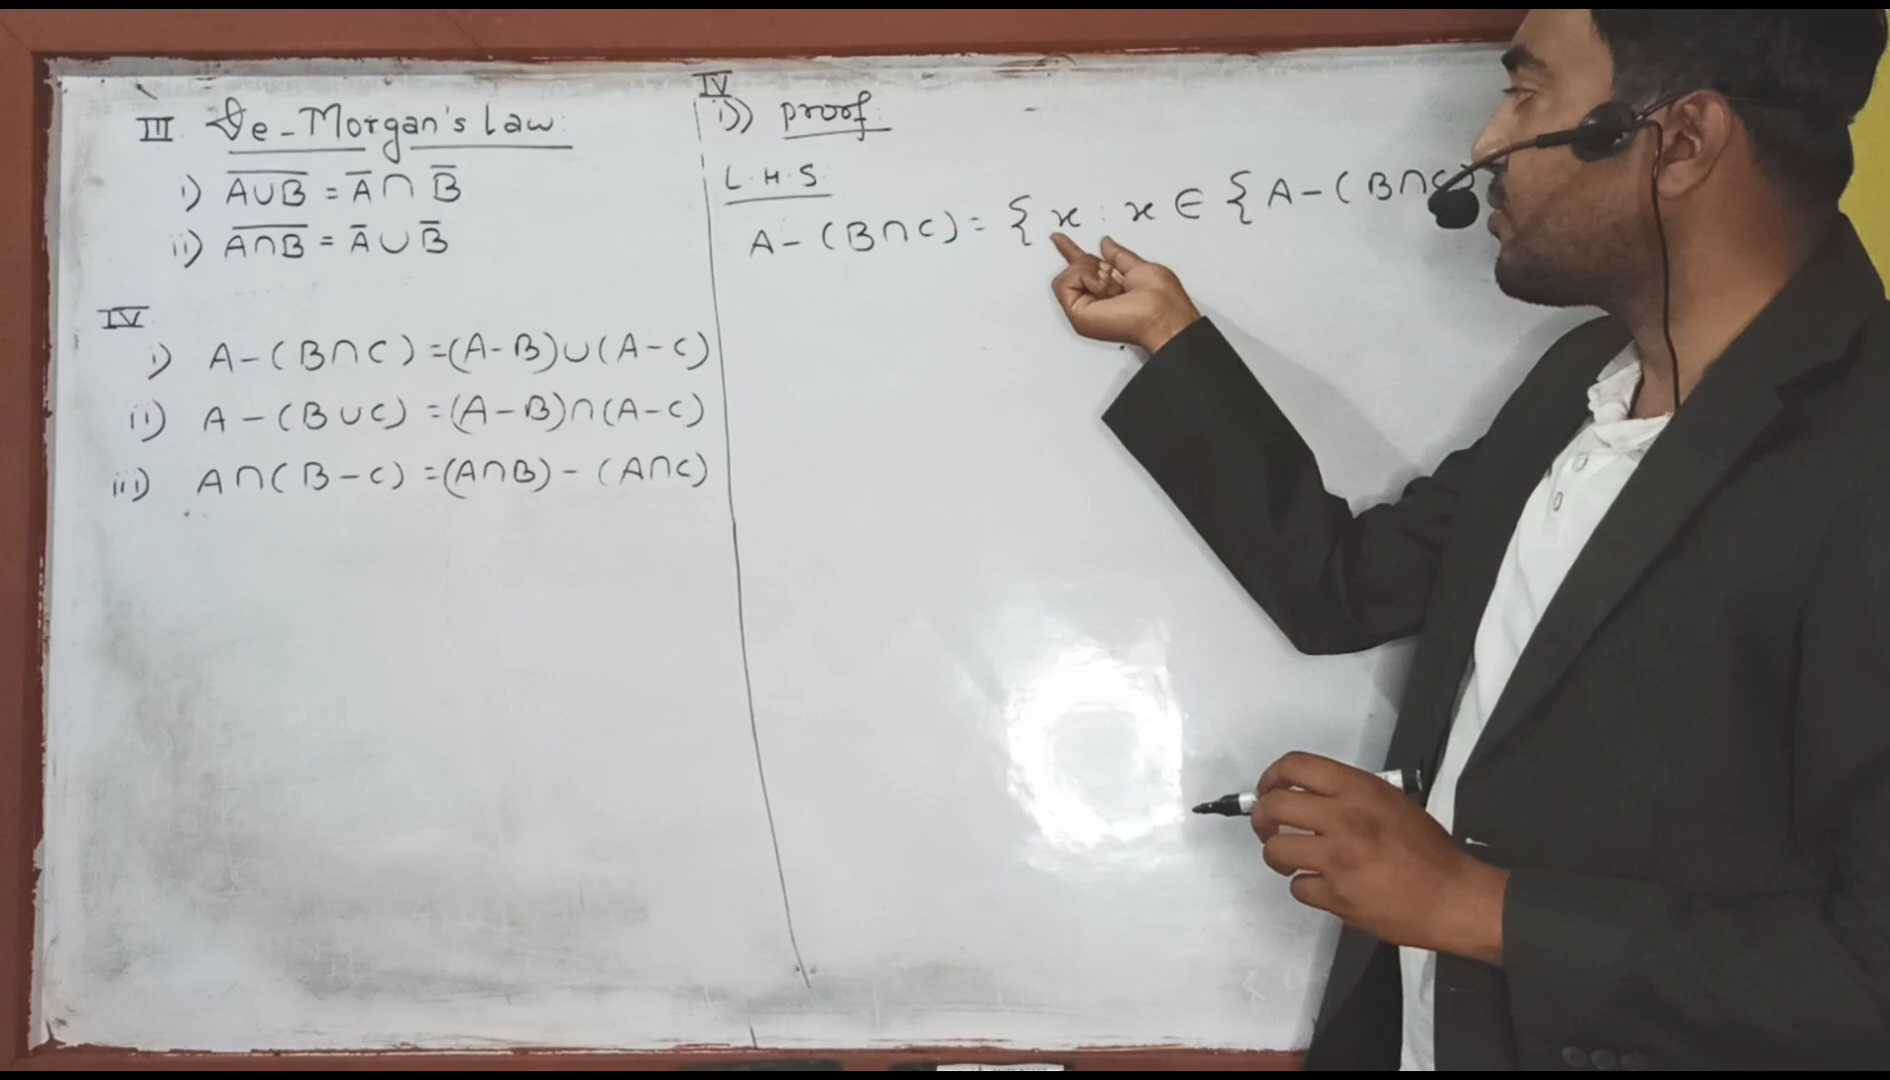 III. De-Morgan's Law:
i) A̅∪̅B̅ = A̅ ∩ B̅
ii) A̅∩̅B̅ = A̅ ∪ B̅
IV
i) A-(B∩C)=(A-B)∪(A-C)
ii) A-(B∪C)=(A-B)∩(A-C)
iii) A∩(B-C)=(A∩B)-(A∩C)
IV
i) proof:
L.H.S.
A-(B∩C)= {x : x ∈ {A-(B∩C)